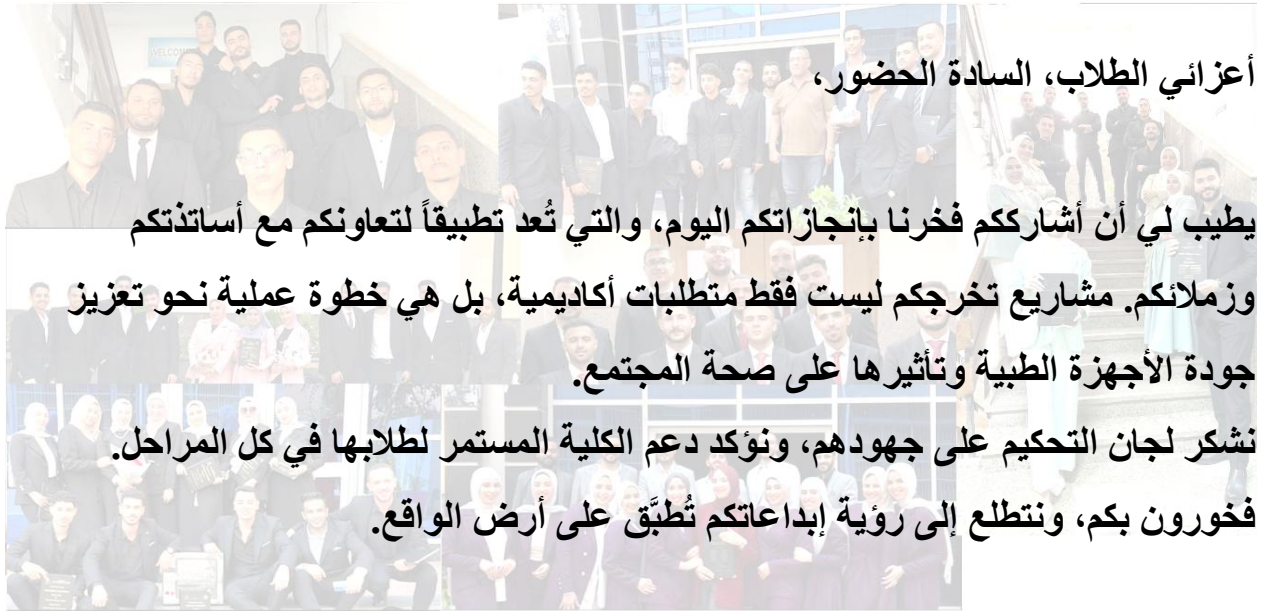 WELCOME
أعزائي الطلاب، السادة الحضور،
يطيب لي أن أشارككم فخرنا بإنجازاتكم اليوم، والتي تُعد تطبيقاً لتعاونكم مع أساتذتكم
وزملائكم. مشاريع تخرجكم ليست فقط متطلبات أكاديمية، بل هي خطوة عملية نحو تعزيز
جودة الأجهزة الطبية وتأثيرها على صحة المجتمع.
نشكر لجان التحكيم على جهودهم، ونؤكد دعم الكلية المستمر لطلابها في كل المراحل.
فخورون بكم، ونتطلع إلى رؤية إبداعاتكم تُطبَّق على أرض الواقع.